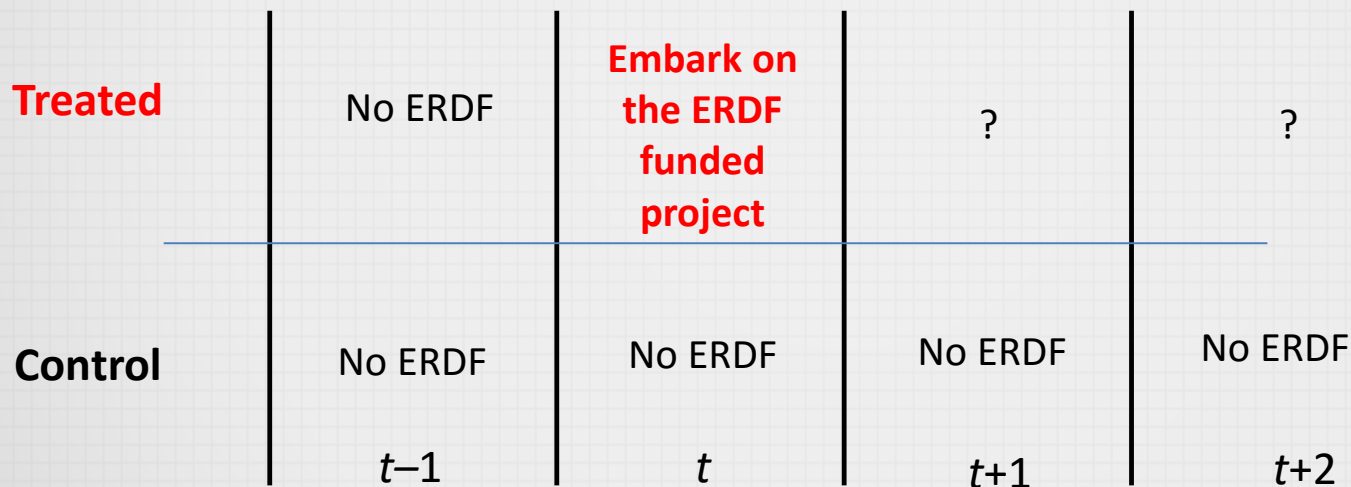 Treated
No ERDF
Embark on
the ERDF
funded
project
?
?
Control
No ERDF
No ERDF
No ERDF
No ERDF
t–1
t
t+1
t+2